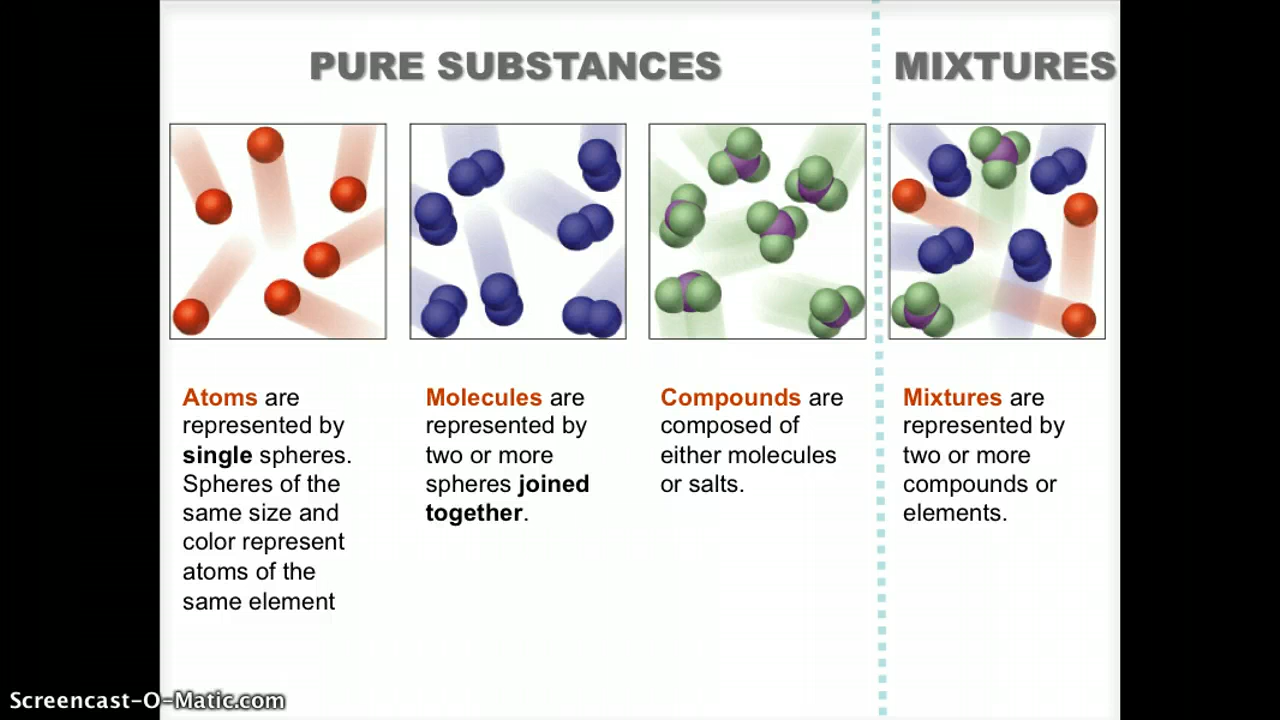 PURE SUBSTANCES
MIXTURES
Atoms are
represented by
single spheres.
Spheres of the
same size and
color represent
atoms of the
same element
Molecules are
represented by
two or more
spheres joined
together.
Compounds are
composed of
either molecules
or salts.
Mixtures are
represented by
two or more
compounds or
elements.
Screencast-O-Matic.com